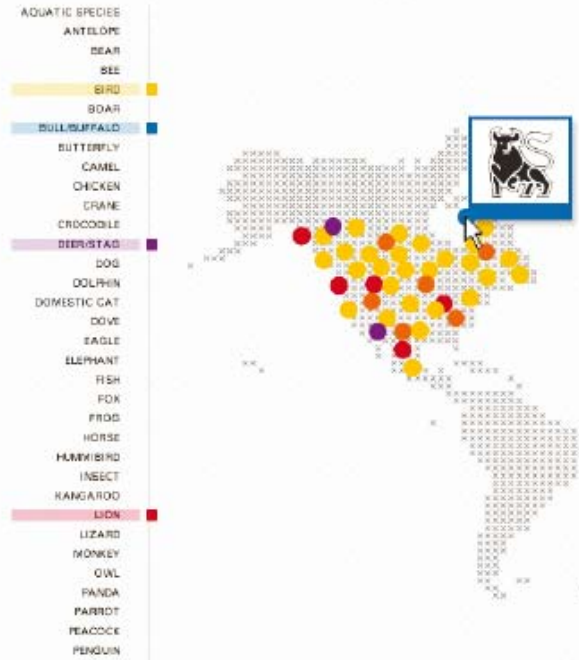 AQUATIC SPECIES
ANTELOPE
BEAR
BEE
BIRD
BOAR
BULL/BUFFALO
BUTTERFLY
CAMEL
CHICKEN
CRANE
CROCODILE
DEER/STAG
DOG
DOLPHIN
DOMESTIC CAT
DOVE
EAGLE
ELEPHANT
FISH
FOX
FROG
HORSE
HUMMIBIRD
INSECT
KANGAROO
LION
LIZARD
MONKEY
OWL
PANDA
PARROT
PEACOCK
PENGUIN